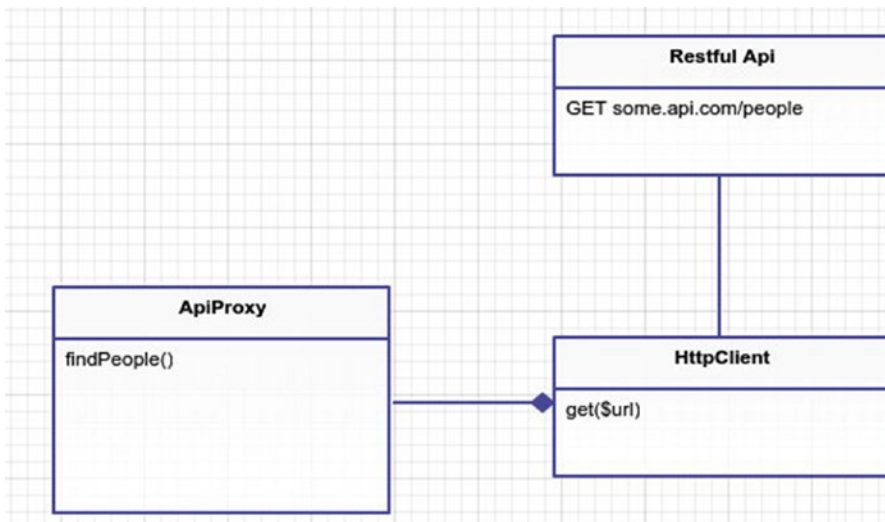 Restful Api
GET some.api.com/people
ApiProxy
findPeople()
HttpClient
get($url)